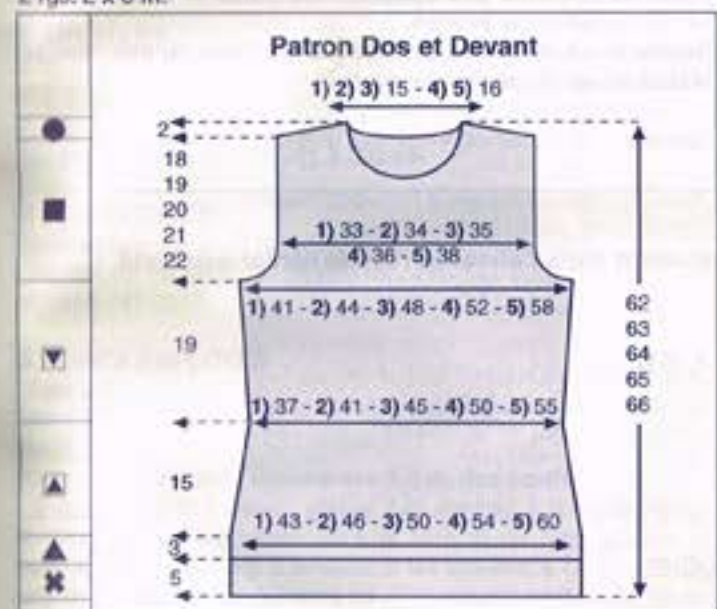 Patron Dos et Devant
1) 2) 3) 15 - 4) 5) 16
2
18
19
20
21
22
1) 33 - 2) 34 - 3) 35
4) 36 - 5) 38
1) 41 - 2) 44 - 3) 48 - 4) 52 - 5) 58
19
62
63
64
65
66
1) 37 - 2) 41 - 3) 45 - 4) 50 - 5) 55
15
1) 43 - 2) 46 - 3) 50 - 4) 54 - 5) 60
3
5